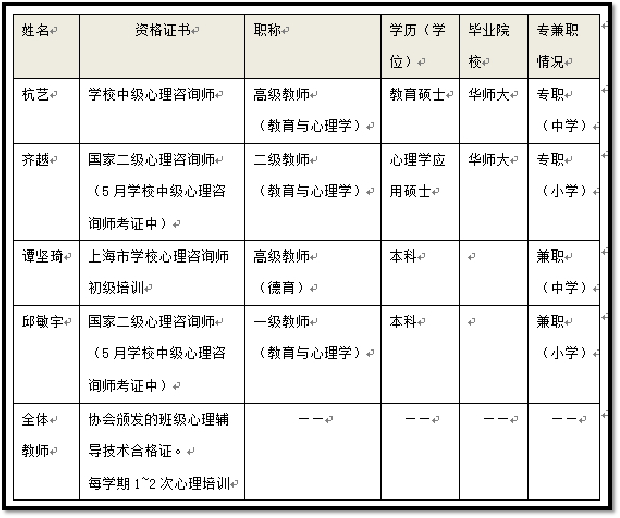 姓名 资格证书 职称 学历（学位） 毕业院校 专兼职情况
杭艺 学校中级心理咨询师 高级教师（教育与心理学） 教育硕士 华师大 专职（中学）
齐越 国家二级心理咨询师（5月学校中级心理咨询师考证中） 二级教师（教育与心理学） 心理学应用硕士 华师大 专职（小学）
谭坚琦 上海市学校心理咨询师初级培训 高级教师（德育） 本科 兼职（中学）
邱敏宇 国家二级心理咨询师（5月学校中级心理咨询师考证中） 一级教师（教育与心理学） 本科 兼职（小学）
全体教师 协会颁发的班级心理辅导技术合格证。 —— —— —— ——
每学期1~2次心理培训